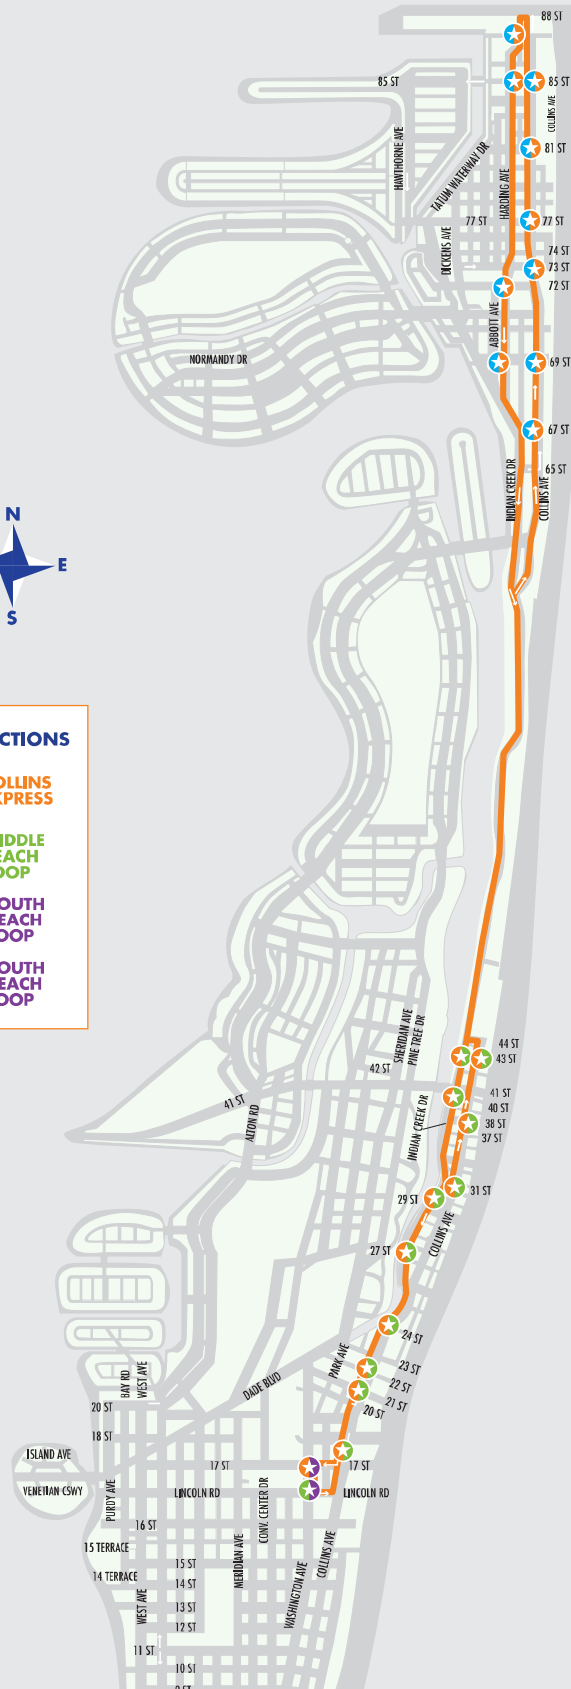 88 ST
85 ST
85 ST
COLLINS AVE
HAWTHORNE AVE
81 ST
TATUM WATERWAY DR
HARDING AVE
77 ST
77 ST
DICKENS AVE
74 ST
73 ST
72 ST
ABBOTT AVE
NORMANDY DR
69 ST
67 ST
65 ST
INDIAN CREEK DR
COLLINS AVE
N
E
S
CTIONS
OLLINS
XPRESS
IDDLE
EACH
OOP
OUTH
EACH
OOP
OUTH
EACH
OOP
SHERIDAN AVE
PINE TREE DR
44 ST
43 ST
42 ST
41 ST
41 ST
40 ST
ALTON RD
INDIAN CREEK DR
38 ST
37 ST
31 ST
29 ST
COLLINS AVE
27 ST
24 ST
PARK AVE
23 ST
22 ST
21 ST
20 ST
DADE BLVD
BAY RD
WEST AVE
20 ST
18 ST
ISLAND AVE
17 ST
17 ST
VENETIAN CSWY
PURDY AVE
LINCOLN RD
CONV. CENTER DR
LINCOLN RD
16 ST
15 TERRACE
MERIDIAN AVE
COLLINS AVE
15 ST
14 TERRACE
14 ST
WASHINGTON AVE
WEST AVE
13 ST
12 ST
11 ST
10 ST
9 ST